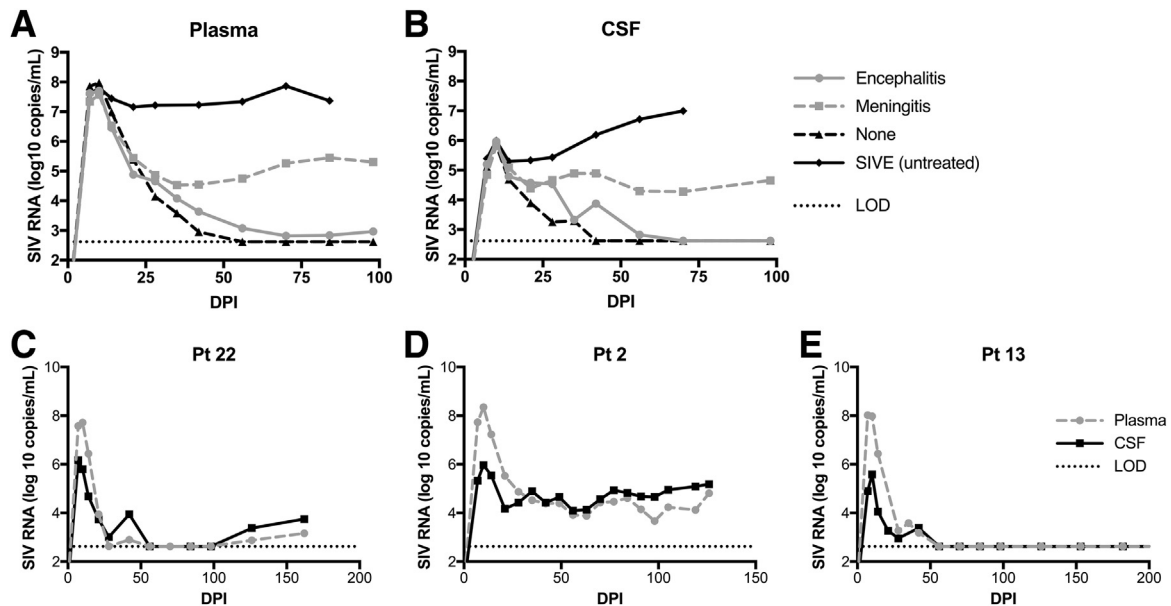 A
Plasma
SIV RNA (log10 copies/mL)
9
8
7
6
5
4
3
2
0
25
50
75
100
DPI
B
CSF
SIV RNA (log10 copies/mL)
9
8
7
6
5
4
3
2
0
25
50
75
100
DPI
Encephalitis
Meningitis
None
SIVE (untreated)
LOD
C
Pt 22
SIV RNA (log 10 copies/mL)
10
8
6
4
2
0
50
100
150
200
DPI
D
Pt 2
SIV RNA (log 10 copies/mL)
10
8
6
4
2
0
50
100
150
DPI
E
Pt 13
SIV RNA (log 10 copies/mL)
10
8
6
4
2
0
50
100
150
200
DPI
Plasma
CSF
LOD